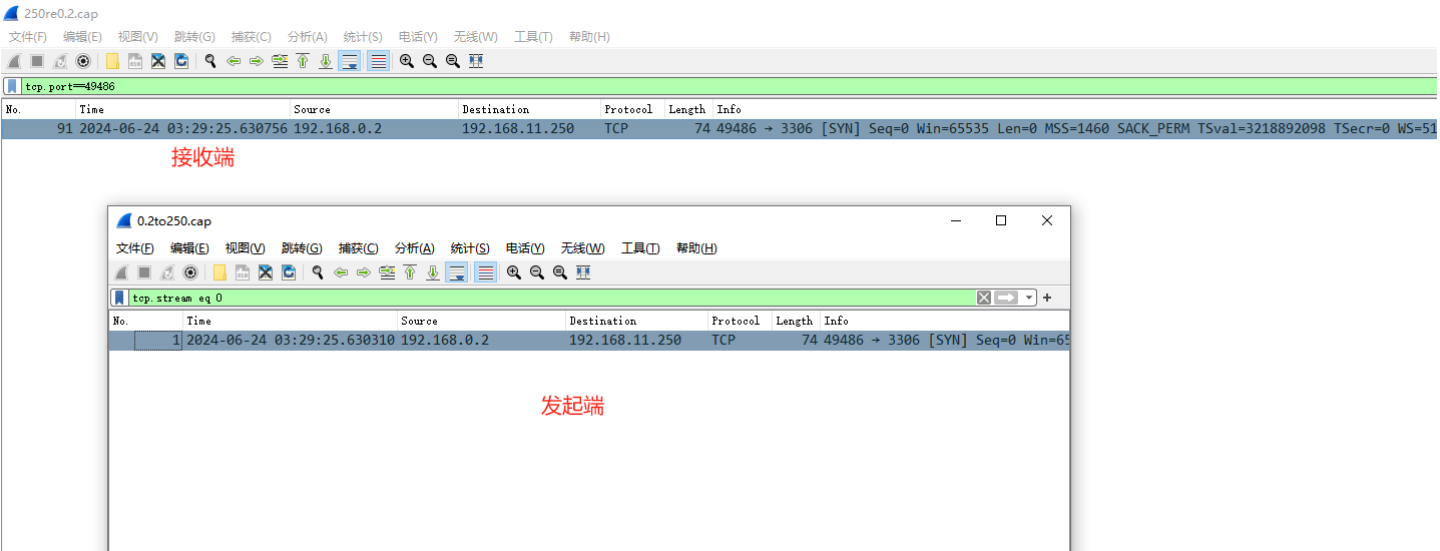 250re0.2.cap
文件(F) 编辑(E) 视图(V) 跳转(G) 捕获(C) 分析(A) 统计(S) 电话(Y) 无线(W) 工具(T) 帮助(H)
tcp.port==49486
No. Time Source Destination Protocol Length Info
91 2024-06-24 03:29:25.630756 192.168.0.2 192.168.11.250 TCP 74 49486 → 3306 [SYN] Seq=0 Win=65535 Len=0 MSS=1460 SACK_PERM TSval=3218892098 TSecr=0 WS=51
接收端
0.2to250.cap
文件(F) 编辑(E) 视图(V) 跳转(G) 捕获(C) 分析(A) 统计(S) 电话(Y) 无线(W) 工具(T) 帮助(H)
tcp.stream eq 0
No. Time Source Destination Protocol Length Info
1 2024-06-24 03:29:25.630310 192.168.0.2 192.168.11.250 TCP 74 49486 → 3306 [SYN] Seq=0 Win=65
发起端